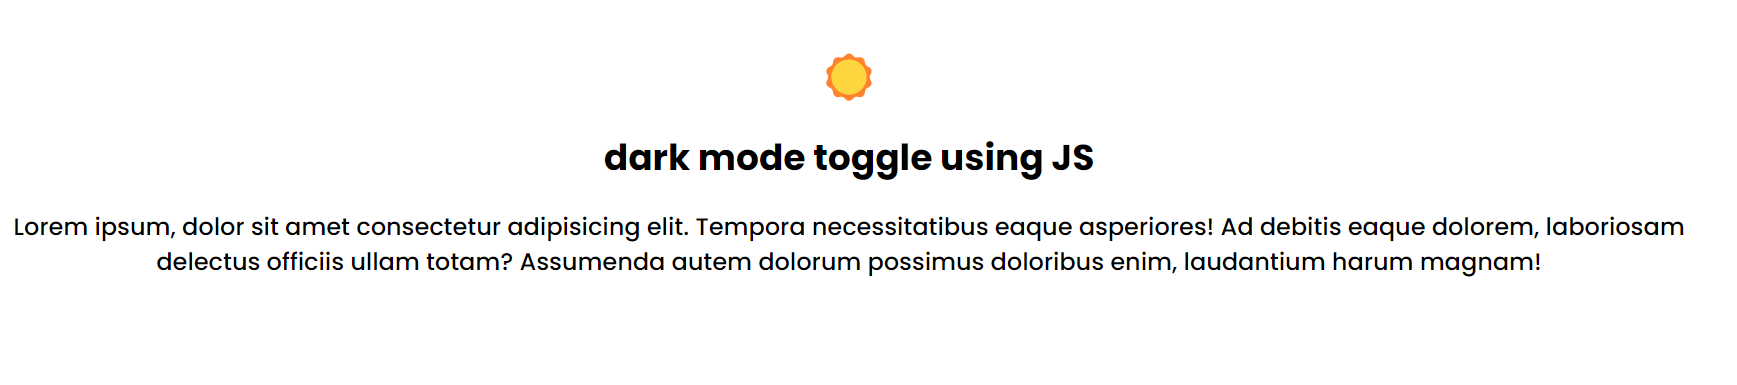 dark mode toggle using JS
Lorem ipsum, dolor sit amet consectetur adipisicing elit. Tempora necessitatibus eaque asperiores! Ad debitis eaque dolorem, laboriosam
delectus officiis ullam totam? Assumenda autem dolorum possimus doloribus enim, laudantium harum magnam!